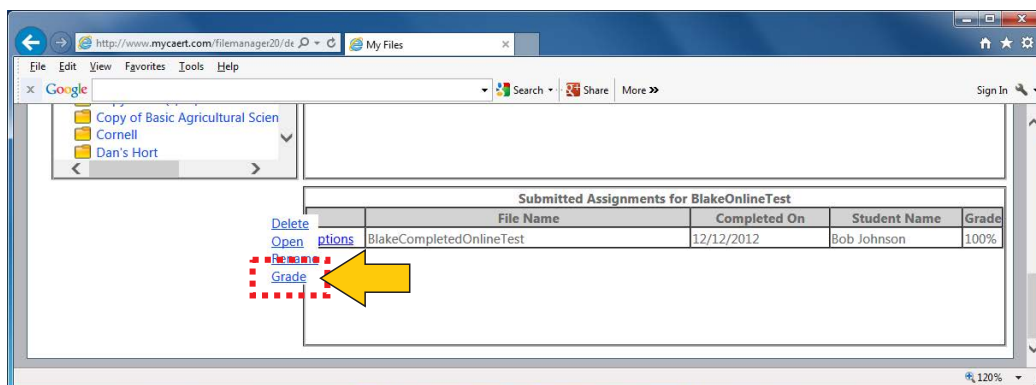 http://www.mycaert.com/filemanager20/de
My Files
File Edit View Favorites Tools Help
x Google Search Share More >> Sign In
Copy of Basic Agricultural Scien
Cornell
Dan's Hort
Submitted Assignments for BlakeOnlineTest
File Name Completed On Student Name Grade
ptions BlakeCompletedOnlineTest 12/12/2012 Bob Johnson 100%
Delete
Open
Rename
Grade
120%